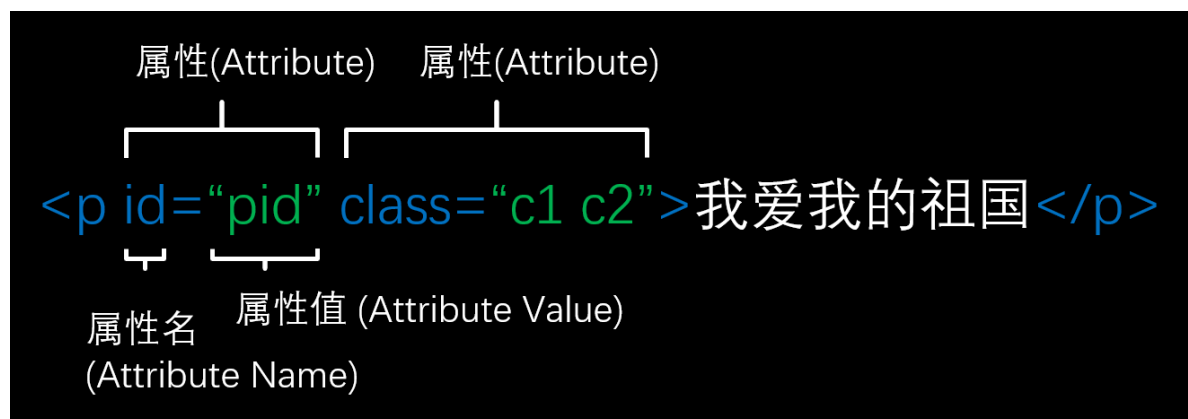 属性(Attribute) 属性(Attribute)
<p id=“pid” class=“c1 c2”>我爱我的祖国</p>
属性名
(Attribute Name)
属性值 (Attribute Value)